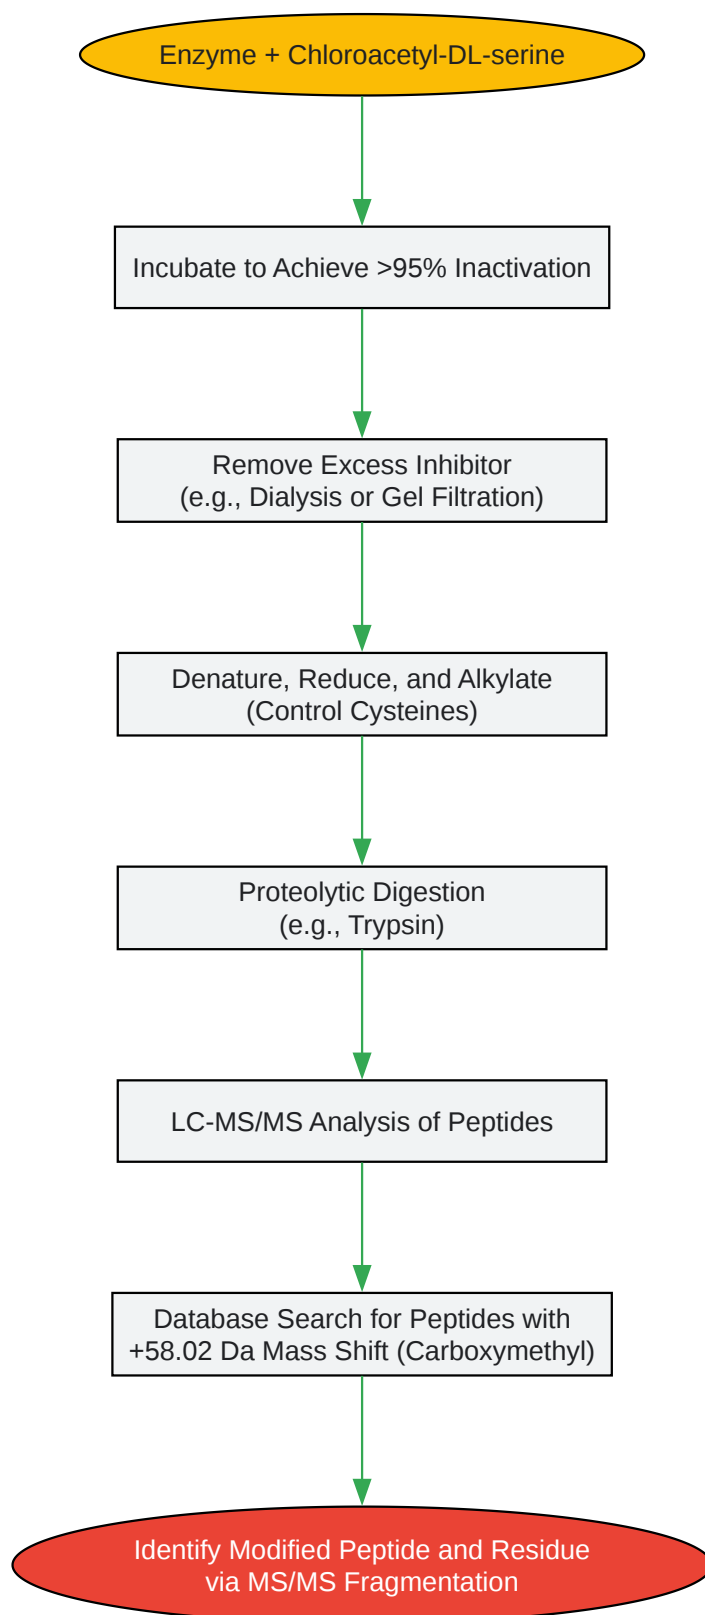 Enzyme + Chloroacetyl-DL-serine
Incubate to Achieve >95% Inactivation
Remove Excess Inhibitor
(e.g., Dialysis or Gel Filtration)
Denature, Reduce, and Alkylate
(Control Cysteines)
Proteolytic Digestion
(e.g., Trypsin)
LC-MS/MS Analysis of Peptides
Database Search for Peptides with
+58.02 Da Mass Shift (Carboxymethyl)
Identify Modified Peptide and Residue
via MS/MS Fragmentation